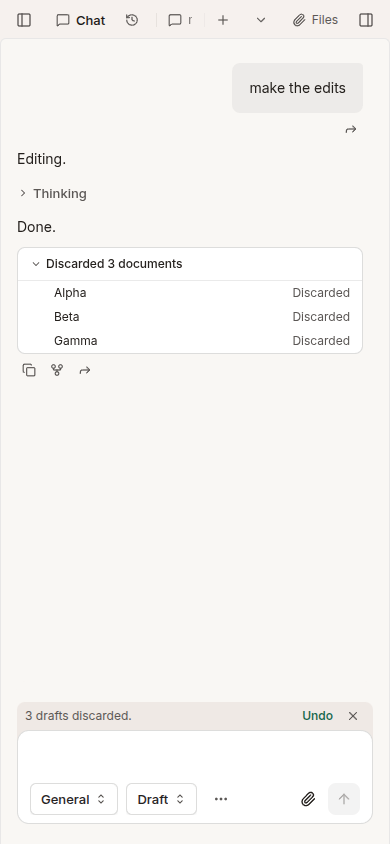 Chat
r
Files
make the edits
Editing.
Thinking
Done.
Discarded 3 documents
Alpha Discarded
Beta Discarded
Gamma Discarded
3 drafts discarded. Undo
General Draft